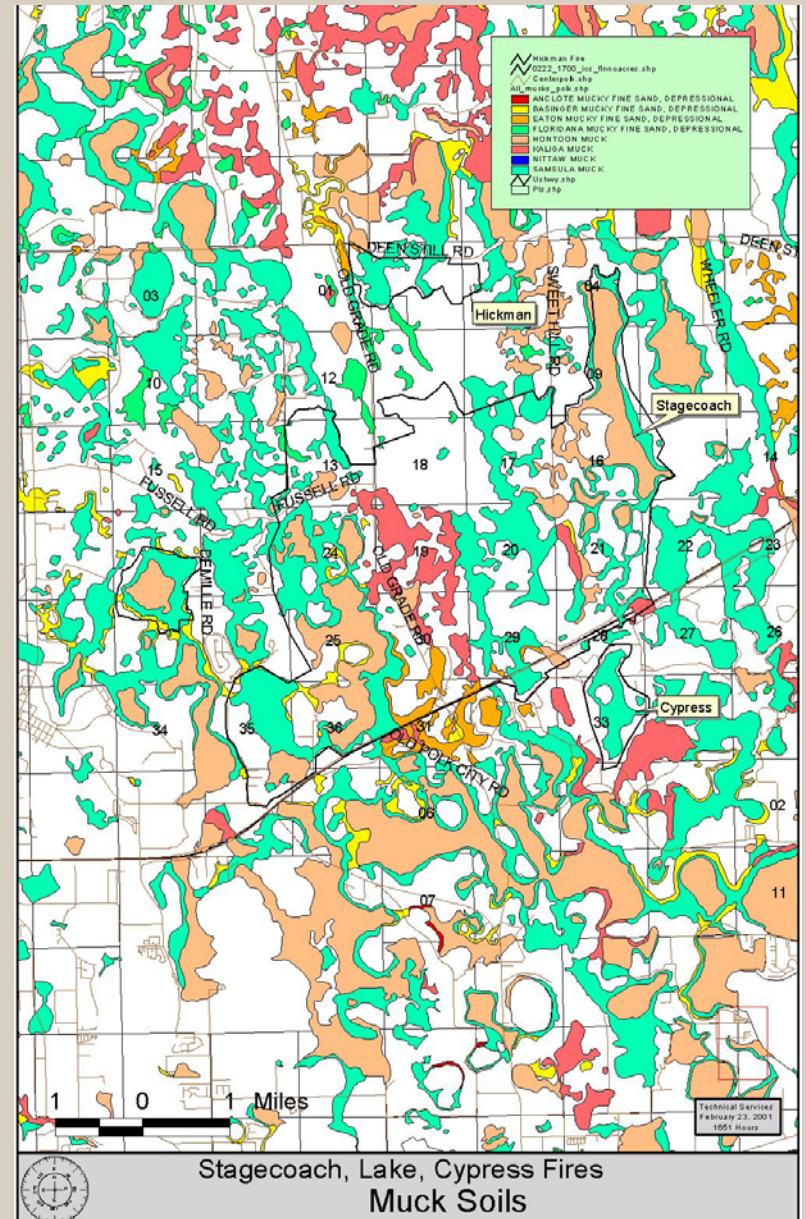 Hickman Fire
0222_1700_ics_finnoacres.shp
Centerpolk.shp
All_mucks_polk.shp
ANCLOTE MUCKY FINE SAND, DEPRESSIONAL
BASINGER MUCKY FINE SAND, DEPRESSIONAL
EATON MUCKY FINE SAND, DEPRESSIONAL
FLORIDANA MUCKY FINE SAND, DEPRESSIONAL
HONTOON MUCK
KALIGA MUCK
NITTAW MUCK
SAMSULA MUCK
Ushwy.shp
Pls.shp
DEEN STILL RD
DEEN ST
OLD GRADE RD
SWEET HILL RD
WHEELER RD
04
03
01
Hickman
12
09
10
Stagecoach
13
18
17
16
14
15
FUSSELL RD
FUSSELL RD
DEMILLE RD
24
OLD GRADE RD
19
20
21
22
23
25
30
29
28
27
26
34
35
36
31
33
Cypress
OLD POLK CITY RD
06
02
07
11
1 0 1 Miles
Technical Services
February 23, 2001
1651 Hours
Stagecoach, Lake, Cypress Fires
Muck Soils